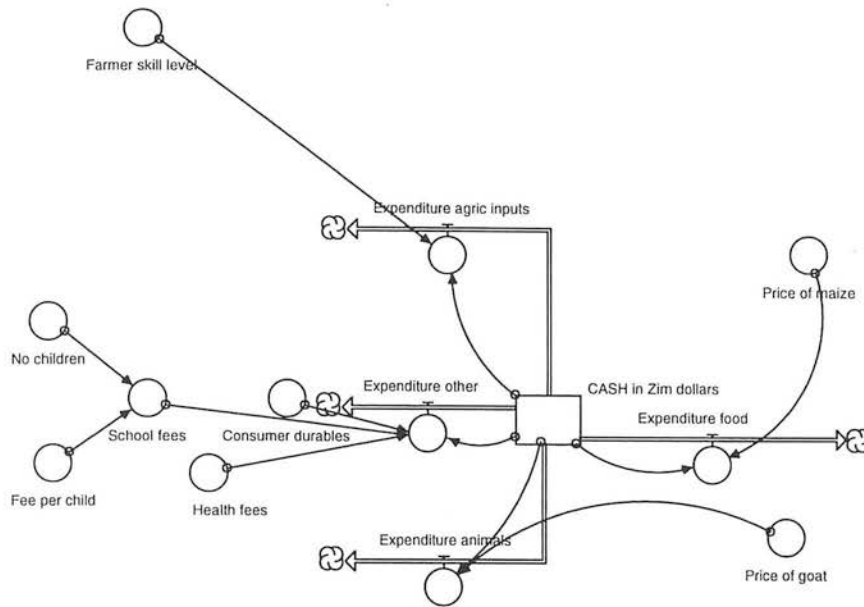 Farmer skill level
Expenditure agric inputs
Price of maize
No children
Expenditure other
CASH in Zim dollars
School fees
Consumer durables
Expenditure food
Fee per child
Health fees
Expenditure animals
Price of goat